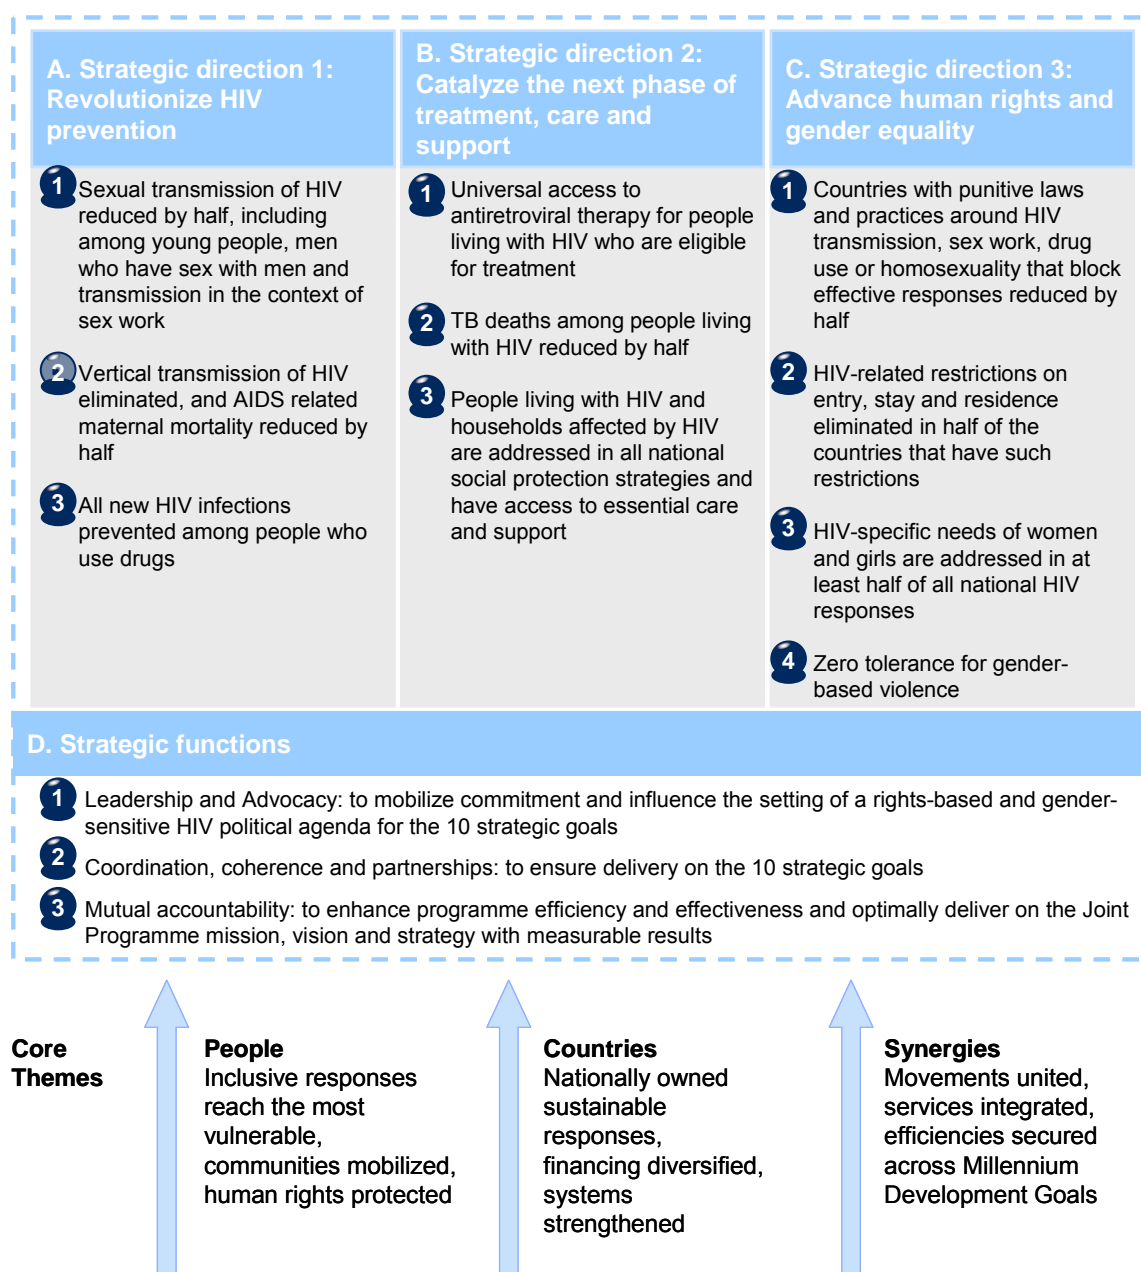 A. Strategic direction 1:
Revolutionize HIV
prevention
1 Sexual transmission of HIV
reduced by half, including
among young people, men
who have sex with men and
transmission in the context of
sex work
2 Vertical transmission of HIV
eliminated, and AIDS related
maternal mortality reduced by
half
3 All new HIV infections
prevented among people who
use drugs
B. Strategic direction 2:
Catalyze the next phase of
treatment, care and
support
1 Universal access to
antiretroviral therapy for people
living with HIV who are eligible
for treatment
2 TB deaths among people living
with HIV reduced by half
3 People living with HIV and
households affected by HIV
are addressed in all national
social protection strategies and
have access to essential care
and support
C. Strategic direction 3:
Advance human rights and
gender equality
1 Countries with punitive laws
and practices around HIV
transmission, sex work, drug
use or homosexuality that block
effective responses reduced by
half
2 HIV-related restrictions on
entry, stay and residence
eliminated in half of the
countries that have such
restrictions
3 HIV-specific needs of women
and girls are addressed in at
least half of all national HIV
responses
4 Zero tolerance for gender-
based violence
D. Strategic functions
1 Leadership and Advocacy: to mobilize commitment and influence the setting of a rights-based and gender-
sensitive HIV political agenda for the 10 strategic goals
2 Coordination, coherence and partnerships: to ensure delivery on the 10 strategic goals
3 Mutual accountability: to enhance programme efficiency and effectiveness and optimally deliver on the Joint
Programme mission, vision and strategy with measurable results
Core
Themes
People
Inclusive responses
reach the most
vulnerable,
communities mobilized,
human rights protected
Countries
Nationally owned
sustainable
responses,
financing diversified,
systems
strengthened
Synergies
Movements united,
services integrated,
efficiencies secured
across Millennium
Development Goals